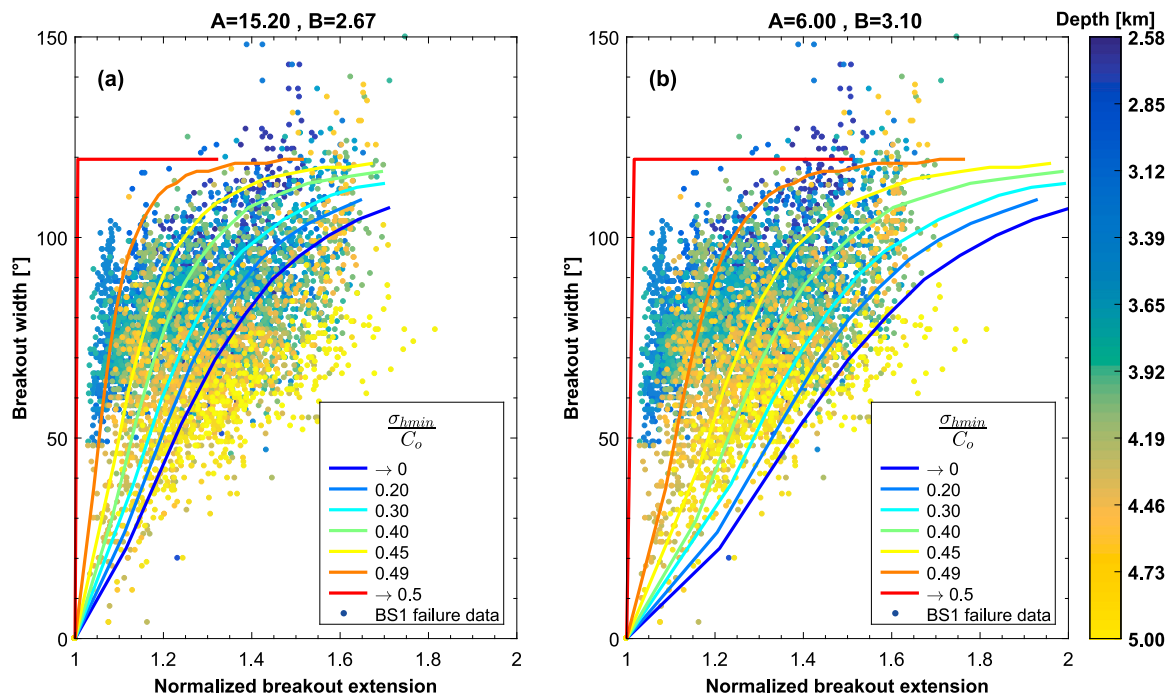 A=15.20 , B=2.67
A=6.00 , B=3.10
Depth [km]
(a)
150
100
50
0
Breakout width [°]
1
1.2
1.4
1.6
1.8
2
Normalized breakout extension
σhmin
Co
→ 0
0.20
0.30
0.40
0.45
0.49
→ 0.5
BS1 failure data
(b)
150
100
50
0
Breakout width [°]
1
1.2
1.4
1.6
1.8
2
Normalized breakout extension
σhmin
Co
→ 0
0.20
0.30
0.40
0.45
0.49
→ 0.5
BS1 failure data
2.58
2.85
3.12
3.39
3.65
3.92
4.19
4.46
4.73
5.00